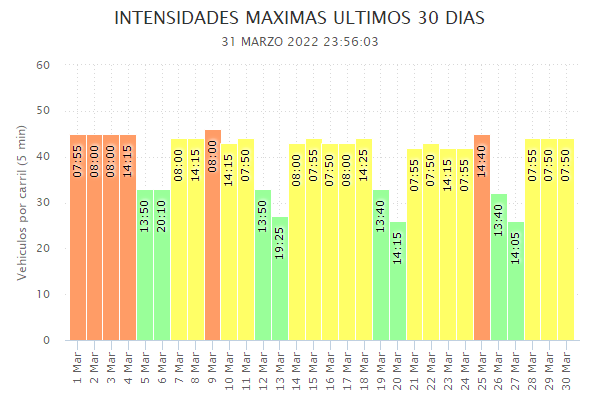 INTENSIDADES MAXIMAS ULTIMOS 30 DIAS
31 MARZO 2022 23:56:03
Vehiculos por carril (5 min)
60
50
40
30
20
10
0
07:55
08:00
08:00
14:15
13:50
20:10
08:00
14:15
08:00
14:15
07:50
13:50
19:25
08:00
07:55
07:50
08:00
14:25
13:40
14:15
07:55
07:50
14:15
07:55
14:40
13:40
14:05
07:55
07:50
07:50
1 Mar
2 Mar
3 Mar
4 Mar
5 Mar
6 Mar
7 Mar
8 Mar
9 Mar
10 Mar
11 Mar
12 Mar
13 Mar
14 Mar
15 Mar
16 Mar
17 Mar
18 Mar
19 Mar
20 Mar
21 Mar
22 Mar
23 Mar
24 Mar
25 Mar
26 Mar
27 Mar
28 Mar
29 Mar
30 Mar